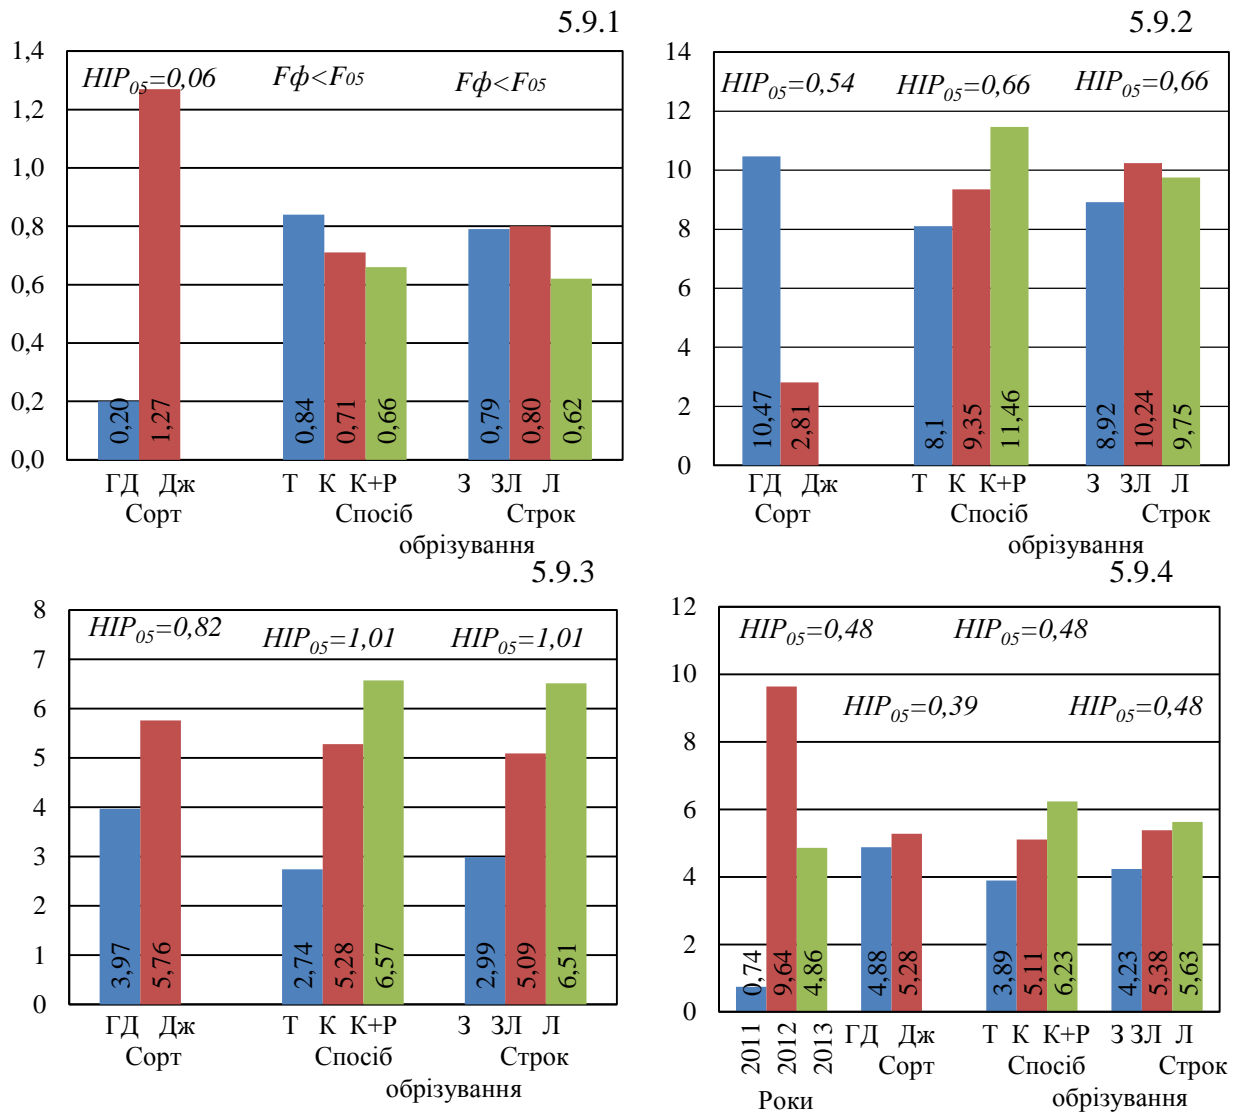 5.9.1
1,4
1,2
1,0
0,8
0,6
0,4
0,2
0,0
НІР05=0,06
Fф<F05
Fф<F05
0,20
1,27
0,84
0,71
0,66
0,79
0,80
0,62
ГД Дж
Т К К+Р
З ЗЛ Л
Сорт
Спосіб
Строк
обрізування
5.9.2
14
12
10
8
6
4
2
0
НІР05=0,54
НІР05=0,66
НІР05=0,66
10,47
2,81
8,1
9,35
11,46
8,92
10,24
9,75
ГД Дж
Т К К+Р
З ЗЛ Л
Сорт
Спосіб
Строк
обрізування
5.9.3
8
7
6
5
4
3
2
1
0
НІР05=0,82
НІР05=1,01
НІР05=1,01
3,97
5,76
2,74
5,28
6,57
2,99
5,09
6,51
ГД Дж
Т К К+Р
З ЗЛ Л
Сорт
Спосіб
Строк
обрізування
5.9.4
12
10
8
6
4
2
0
НІР05=0,48
НІР05=0,48
НІР05=0,39
НІР05=0,48
0,74
9,64
4,86
4,88
5,28
3,89
5,11
6,23
4,23
5,38
5,63
2011
2012
2013
ГД Дж
Т К К+Р
З ЗЛ Л
Сорт
Спосіб
Строк
Роки
обрізування